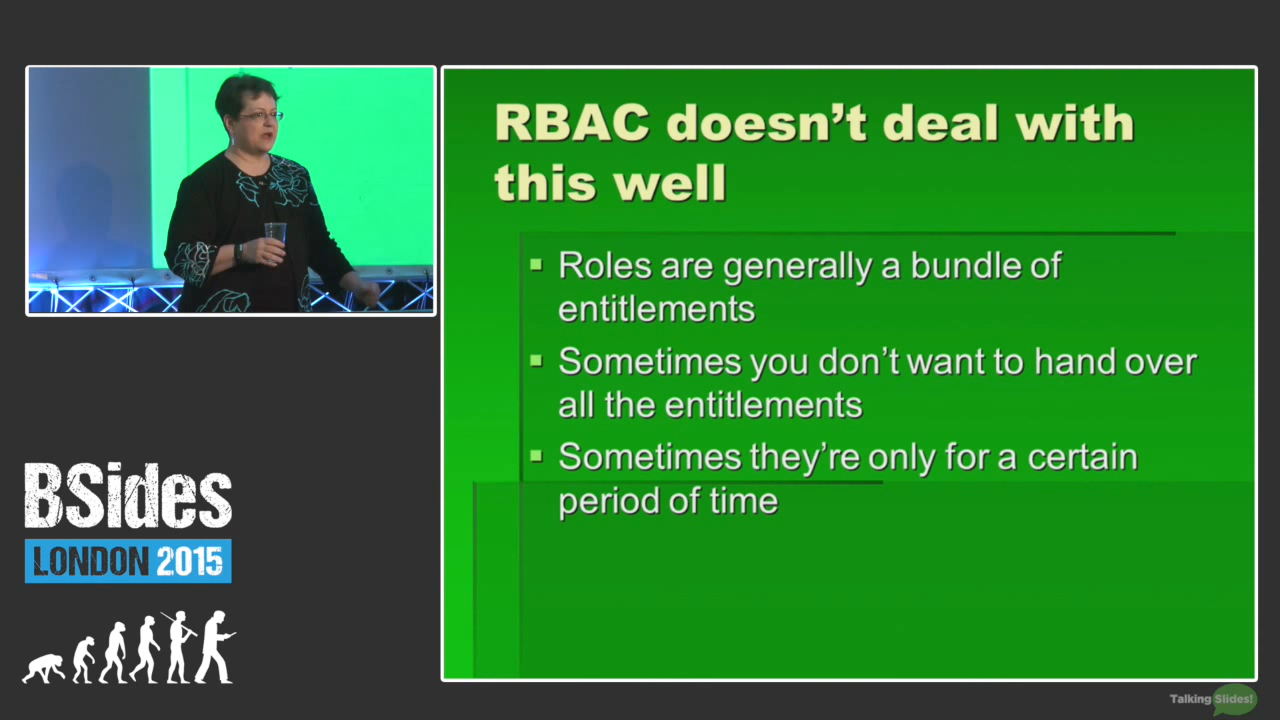 RBAC doesn't deal with
this well
▪ Roles are generally a bundle of
entitlements
▪ Sometimes you don't want to hand over
all the entitlements
▪ Sometimes they're only for a certain
period of time
BSides
LONDON 2015
Talking Slides!